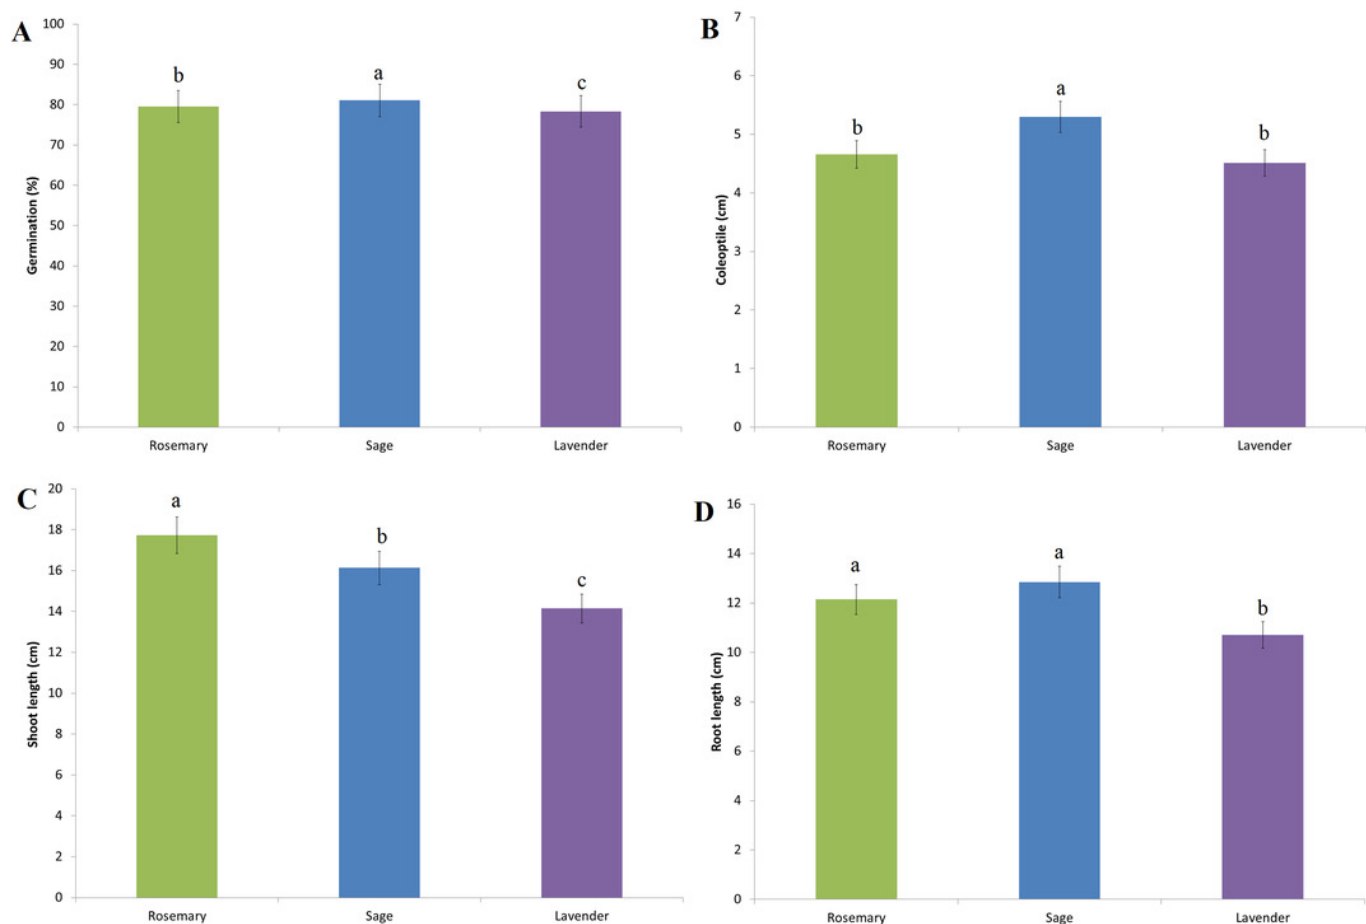 A
Germination (%)
100
90
80
70
60
50
40
30
20
10
0
b
a
c
Rosemary Sage Lavender
B
Coleoptile (cm)
7
6
5
4
3
2
1
0
b
a
b
Rosemary Sage Lavender
C
Shoot length (cm)
20
18
16
14
12
10
8
6
4
2
0
a
b
c
Rosemary Sage Lavender
D
Root length (cm)
16
14
12
10
8
6
4
2
0
a
a
b
Rosemary Sage Lavender